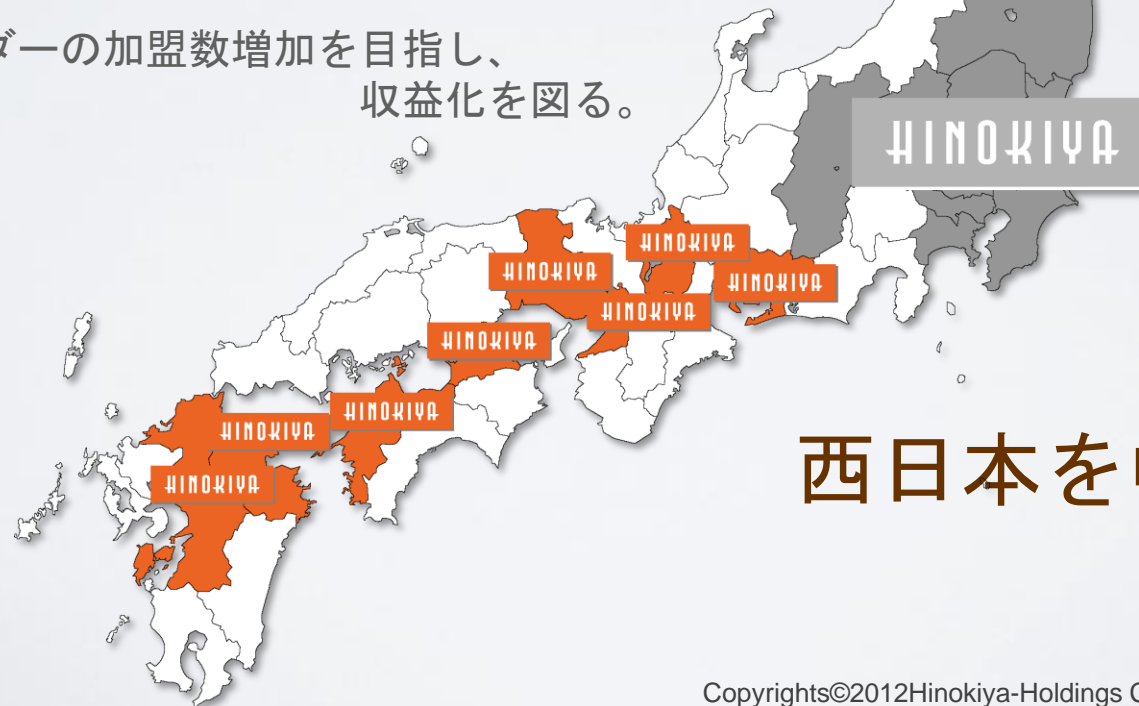 ダーの加盟数増加を目指し、
収益化を図る。
HINOKIYA
HINOKIYA
HINOKIYA
HINOKIYA
HINOKIYA
HINOKIYA
HINOKIYA
HINOKIYA
HINOKIYA
西日本を
Copyrights©2012Hinokiya-Holdings